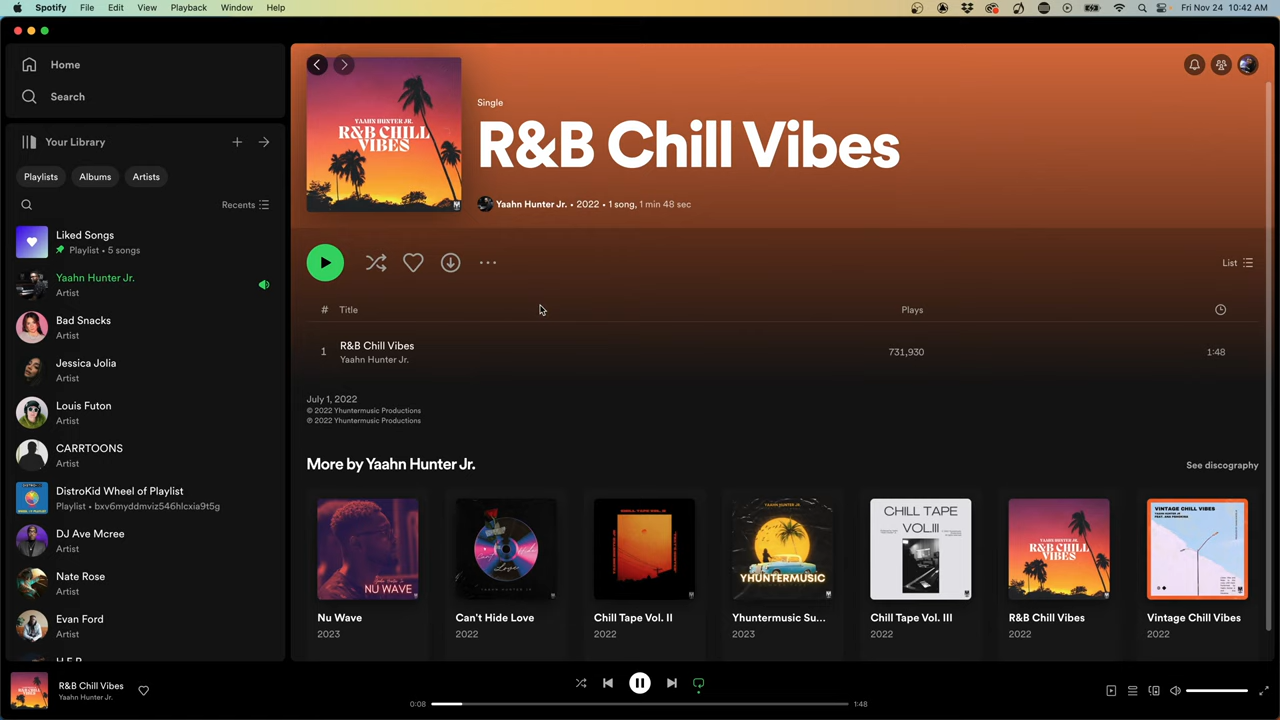 Spotify File Edit View Playback Window Help
Fri Nov 24 10:42 AM
Home
Search
Your Library
Playlists Albums Artists
Recents
Liked Songs
Playlist • 5 songs
Yaahn Hunter Jr.
Artist
Bad Snacks
Artist
Jessica Jolia
Artist
Louis Futon
Artist
CARRTOONS
Artist
DistroKid Wheel of Playlist
Playlist • bxv6myddmviz546hlcxia9t5g
DJ Ave Mcree
Artist
Nate Rose
Artist
Evan Ford
Artist
YAAHN HUNTER JR.
R&B CHILL
VIBES
Single
R&B Chill Vibes
Yaahn Hunter Jr. • 2022 • 1 song, 1 min 48 sec
List
# Title Plays
1 R&B Chill Vibes 731,930 1:48
Yaahn Hunter Jr.
July 1, 2022
© 2022 Yhuntermusic Productions
℗ 2022 Yhuntermusic Productions
More by Yaahn Hunter Jr.
See discography
NU WAVE
Can't Hide
Love
CHILL TAPE VOL. II
YHUNTERMUSIC
CHILL TAPE
VOL.III
R&B CHILL
VIBES
VINTAGE CHILL VIBES
Nu Wave
2023
Can't Hide Love
2022
Chill Tape Vol. II
2022
Yhuntermusic Su...
2023
Chill Tape Vol. III
2022
R&B Chill Vibes
2022
Vintage Chill Vibes
2022
R&B Chill Vibes
Yaahn Hunter Jr.
0:08 1:48